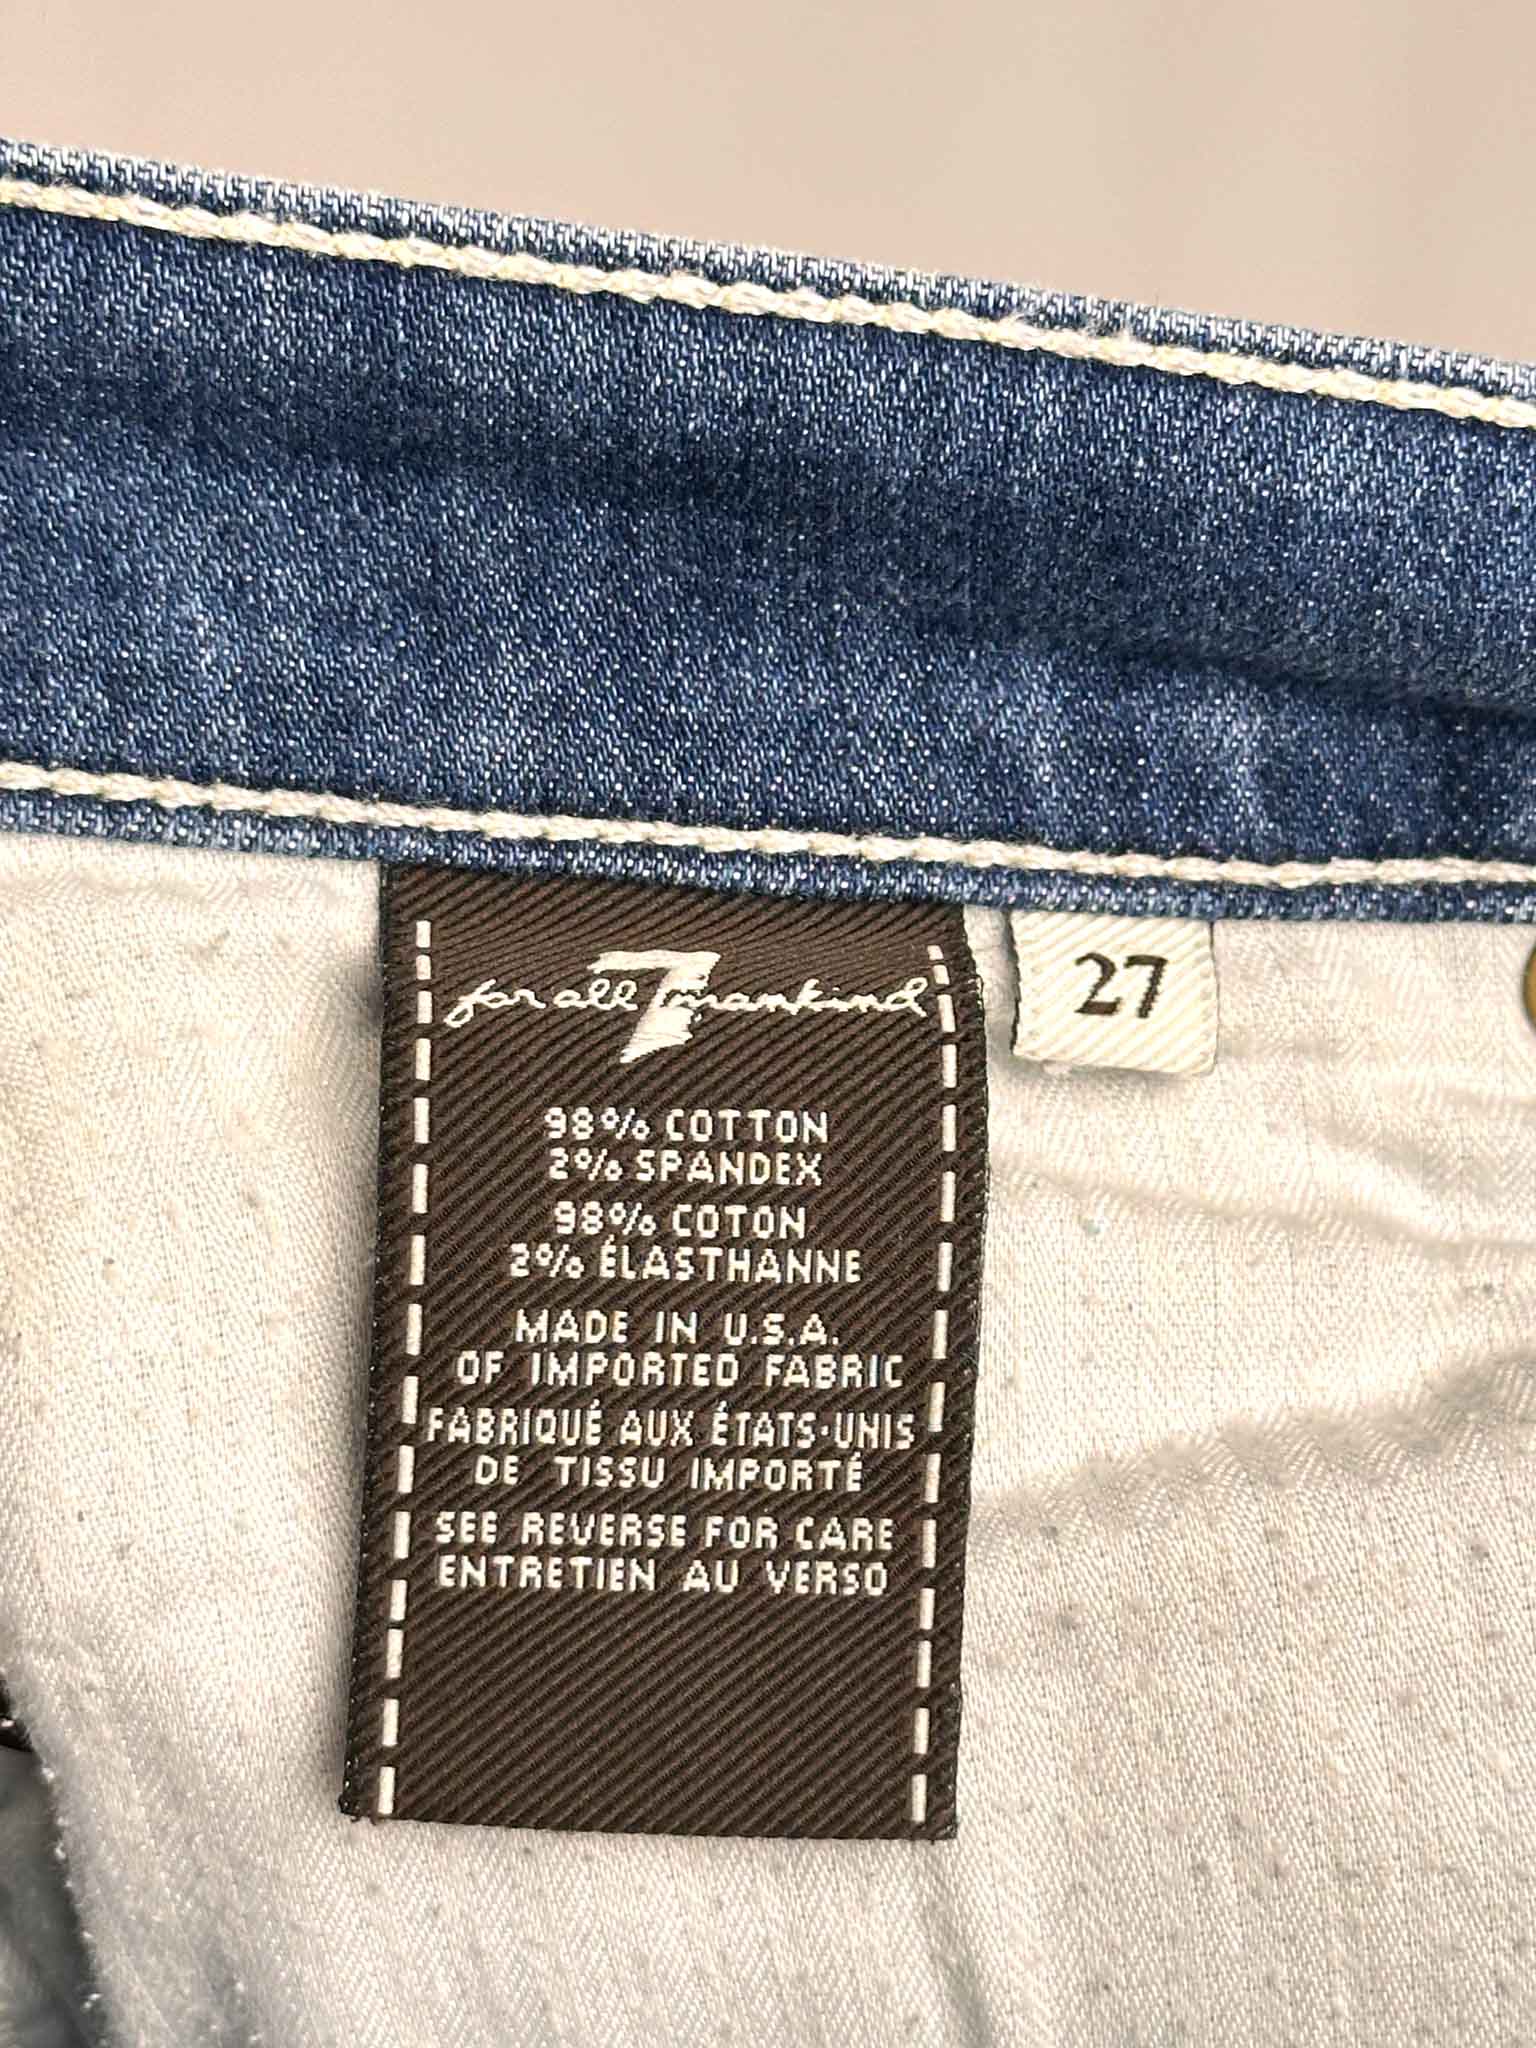 for all 7 mankind
27
98% COTTON
2% SPANDEX
98% COTON
2% ÉLASTHANNE
MADE IN U.S.A.
OF IMPORTED FABRIC
FABRIQUÉ AUX ÉTATS-UNIS
DE TISSU IMPORTÉ
SEE REVERSE FOR CARE
ENTRETIEN AU VERSO